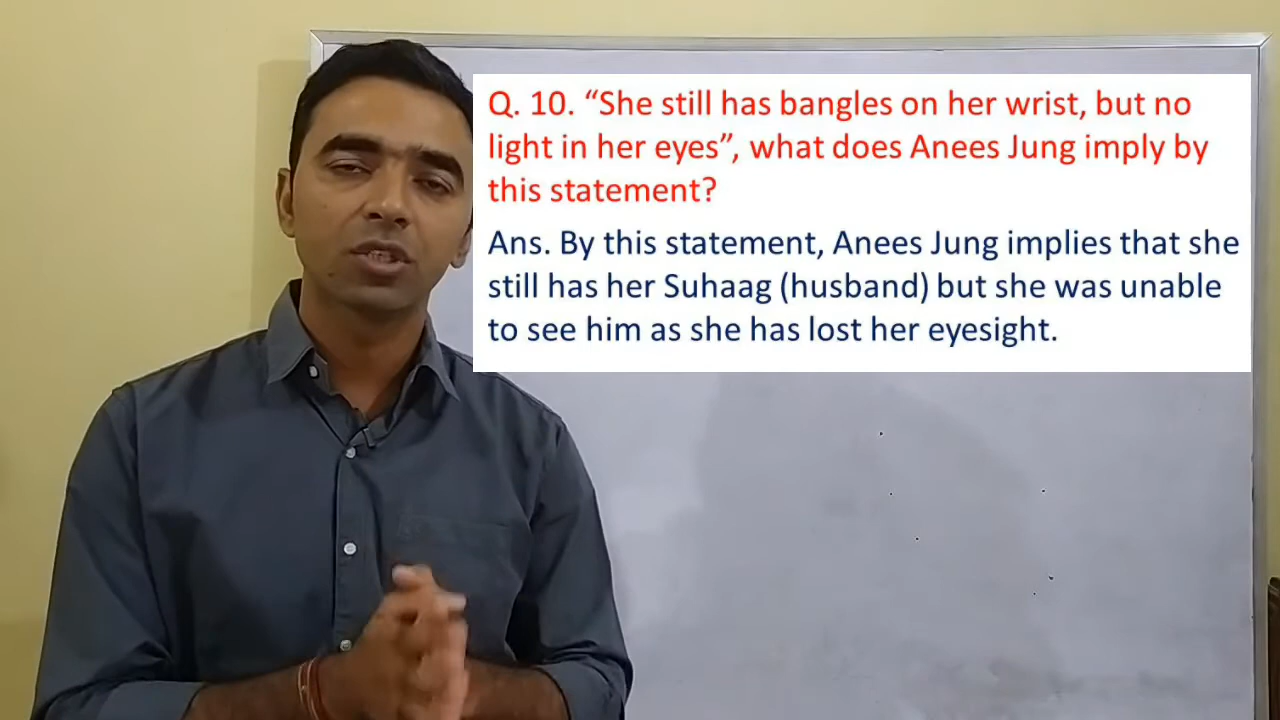 Q. 10. “She still has bangles on her wrist, but no
light in her eyes”, what does Anees Jung imply by
this statement?
Ans. By this statement, Anees Jung implies that she
still has her Suhaag (husband) but she was unable
to see him as she has lost her eyesight.